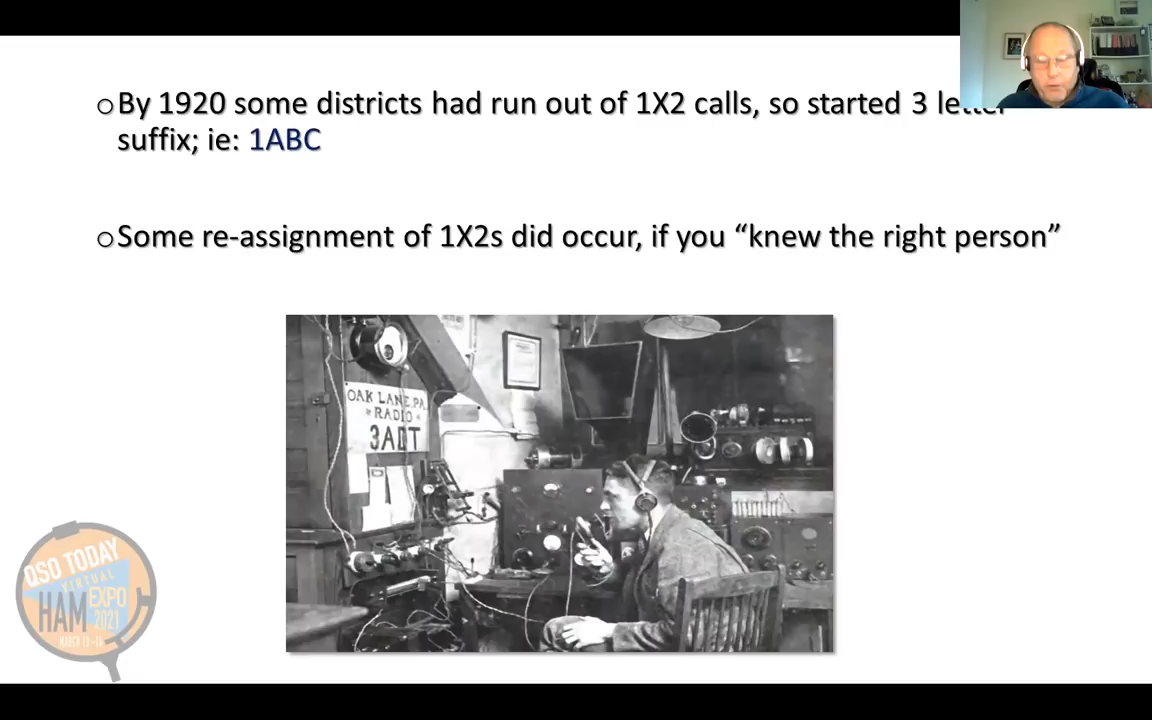 oBy 1920 some districts had run out of 1X2 calls, so started 3 letter
suffix; ie: 1ABC
oSome re-assignment of 1X2s did occur, if you “knew the right person”
OAK LANE, PA.
RADIO
3ADT
QSO TODAY
VIRTUAL
HAM EXPO
2021